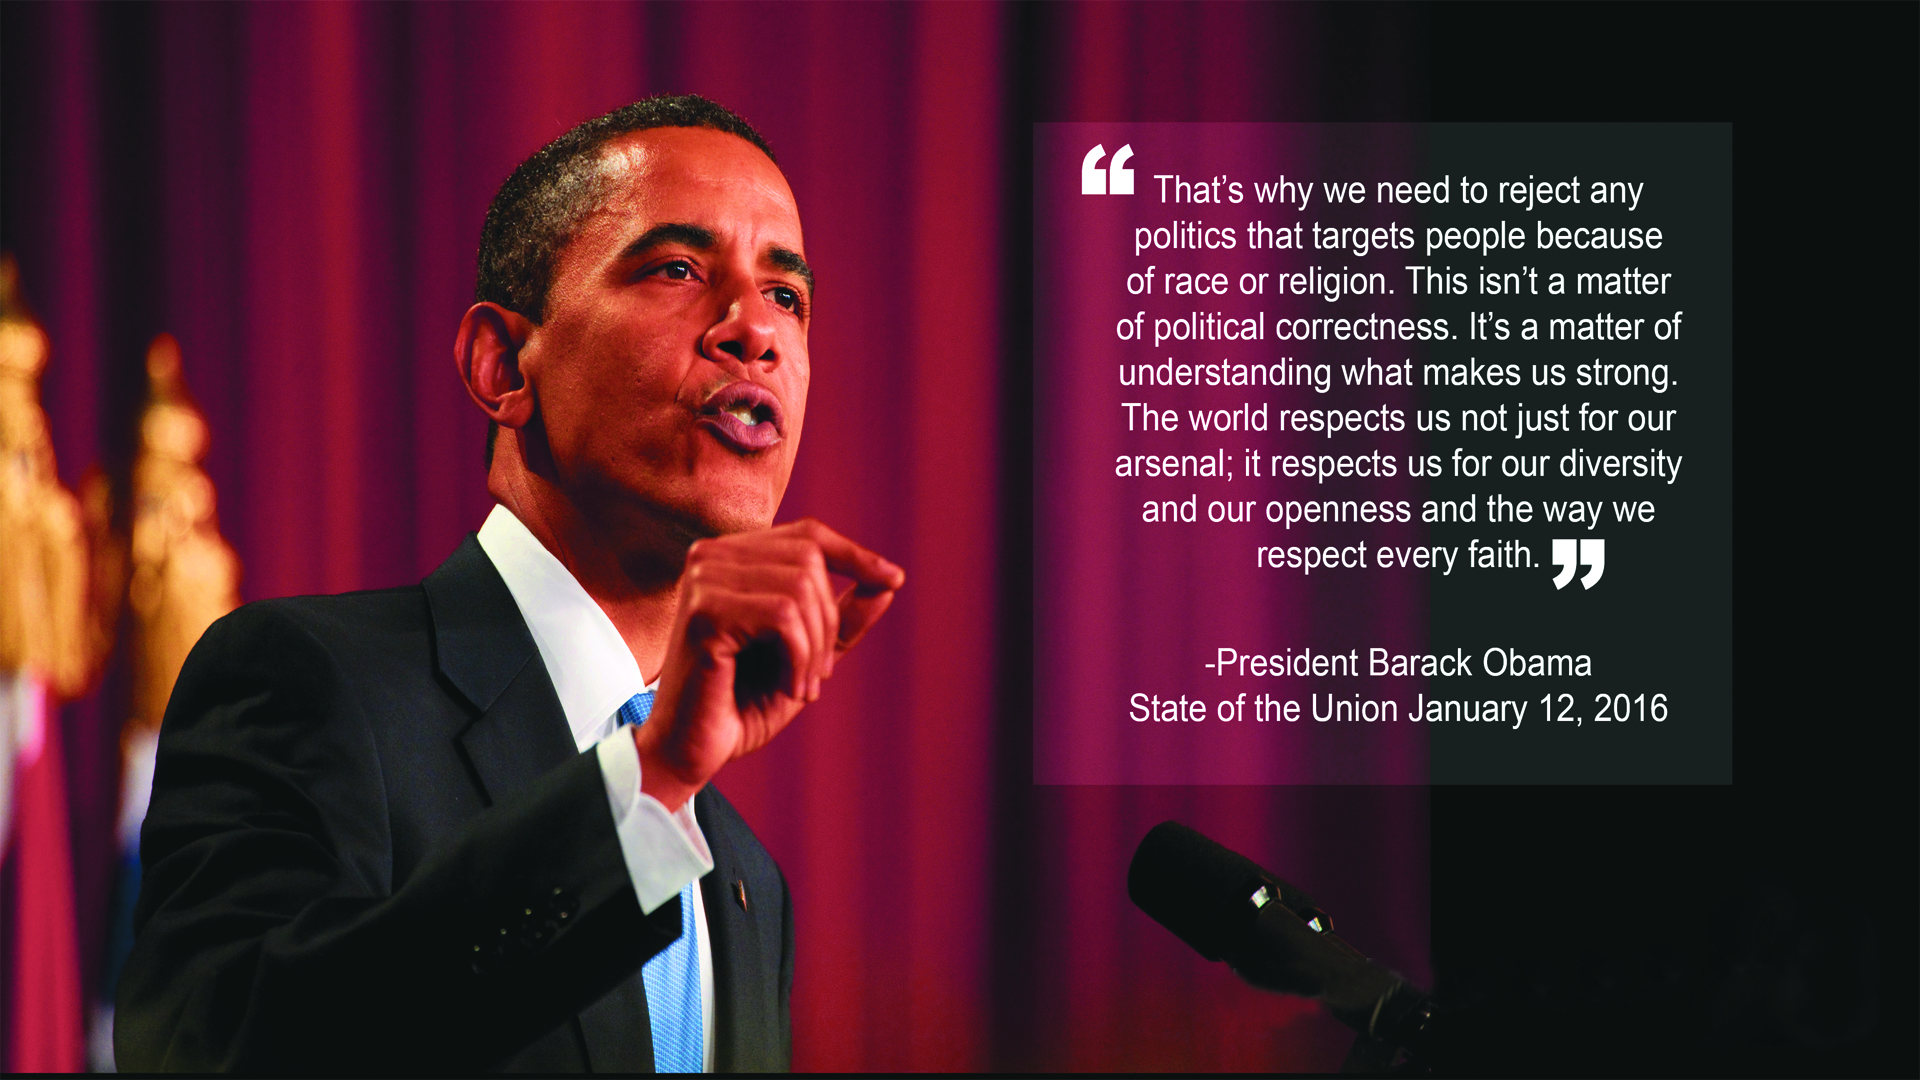 “ That’s why we need to reject any
politics that targets people because
of race or religion. This isn’t a matter
of political correctness. It’s a matter of
understanding what makes us strong.
The world respects us not just for our
arsenal; it respects us for our diversity
and our openness and the way we
respect every faith. ”
-President Barack Obama
State of the Union January 12, 2016